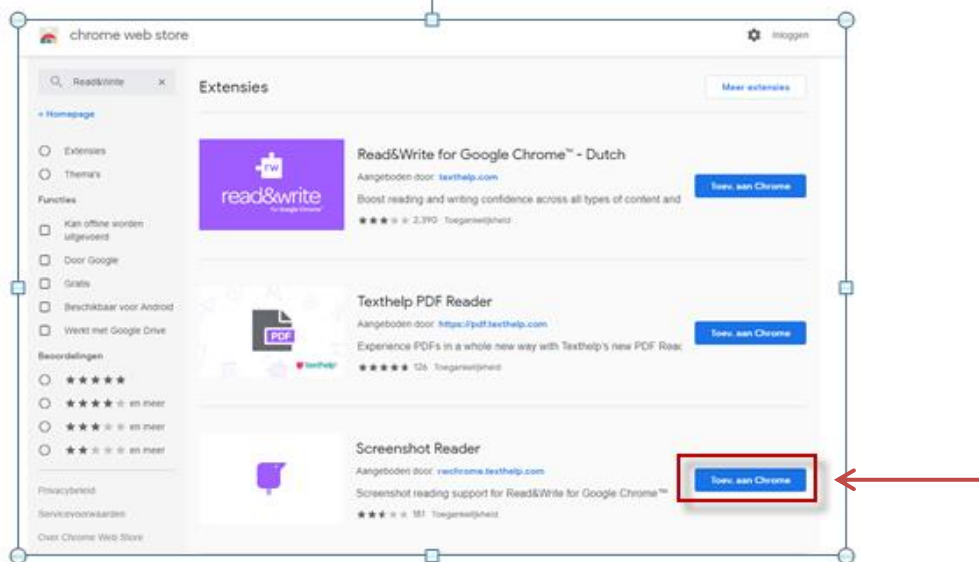 chrome web store
Inloggen
Read&Write ×
« Homepage
Extensies
Thema's
Functies
Kan offline worden
uitgevoerd
Door Google
Gratis
Beschikbaar voor Android
Werkt met Google Drive
Beoordelingen
en meer
en meer
en meer
Privacybeleid
Servicevoorwaarden
Over Chrome Web Store
Extensies
Meer extensies
rw
read&write
for Google Chrome™
Read&Write for Google Chrome™ - Dutch
Aangeboden door: texthelp.com
Boost reading and writing confidence across all types of content and
2.390 Toegankelijkheid
Toev. aan Chrome
PDF
texthelp
Texthelp PDF Reader
Aangeboden door: https://pdf.texthelp.com
Experience PDFs in a whole new way with Texthelp's new PDF Reac
126 Toegankelijkheid
Toev. aan Chrome
Screenshot Reader
Aangeboden door: rwchrome.texthelp.com
Screenshot reading support for Read&Write for Google Chrome™
181 Toegankelijkheid
Toev. aan Chrome